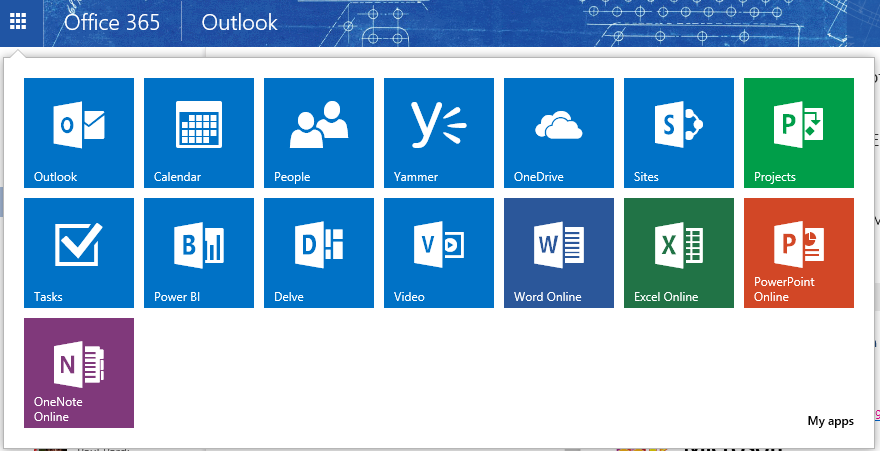 Office 365 Outlook
Outlook
Calendar
People
Yammer
OneDrive
Sites
Projects
Tasks
Power BI
Delve
Video
Word Online
Excel Online
PowerPoint
Online
OneNote
Online
My apps